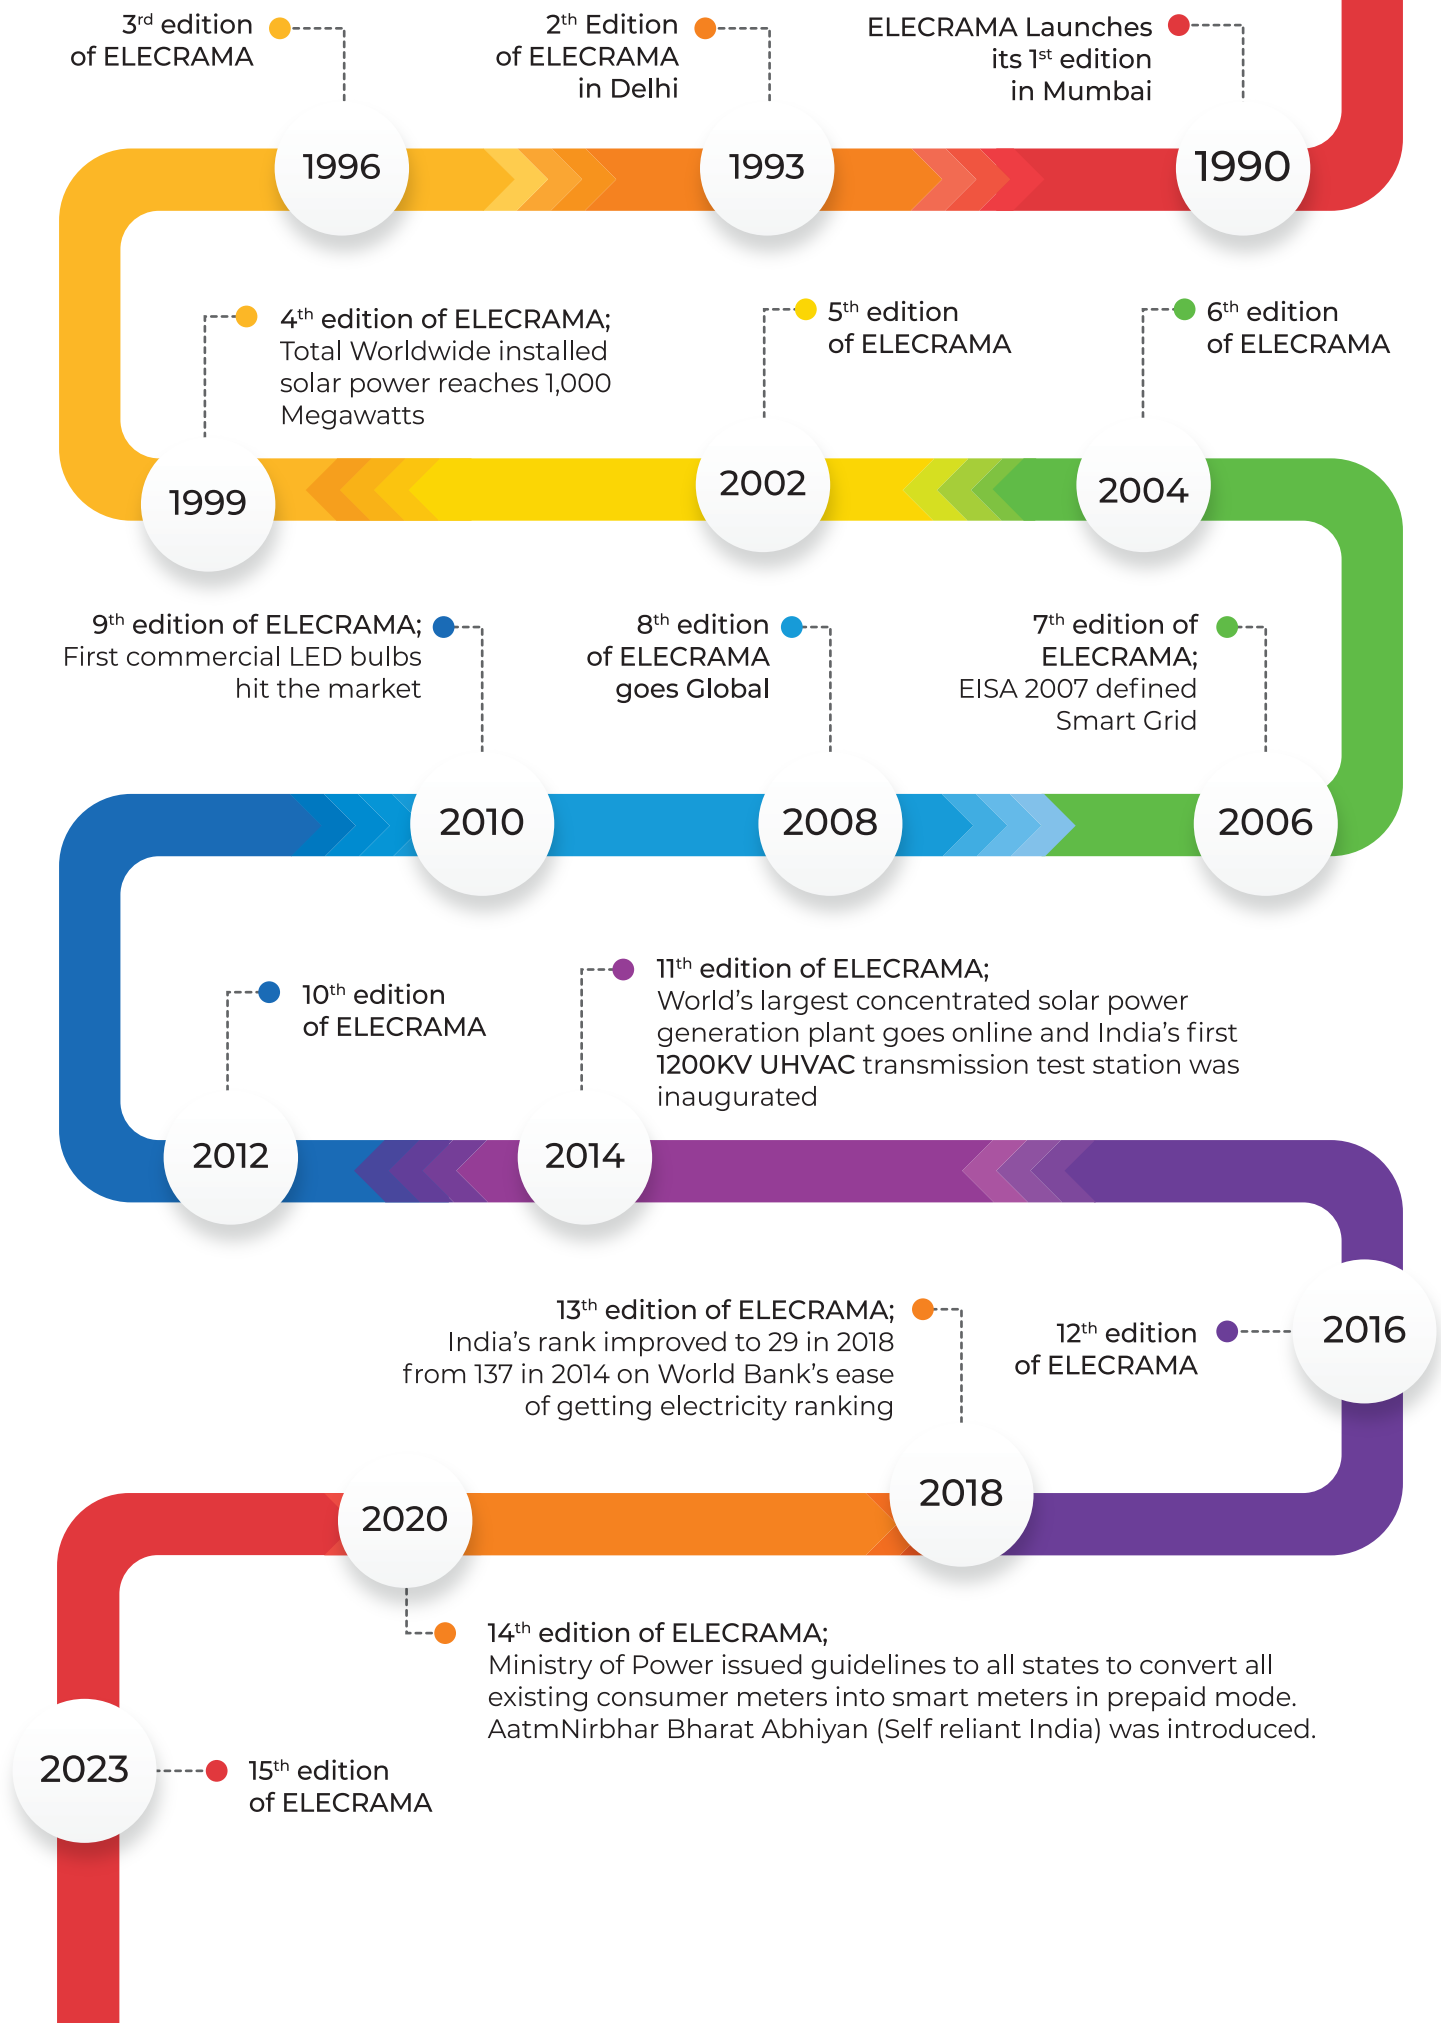 3rd edition
of ELECRAMA
2th Edition
of ELECRAMA
in Delhi
ELECRAMA Launches
its 1st edition
in Mumbai
1996
1993
1990
4th edition of ELECRAMA;
Total Worldwide installed
solar power reaches 1,000
Megawatts
5th edition
of ELECRAMA
6th edition
of ELECRAMA
1999
2002
2004
9th edition of ELECRAMA;
First commercial LED bulbs
hit the market
8th edition
of ELECRAMA
goes Global
7th edition of
ELECRAMA;
EISA 2007 defined
Smart Grid
2010
2008
2006
10th edition
of ELECRAMA
11th edition of ELECRAMA;
World's largest concentrated solar power
generation plant goes online and India's first
1200KV UHVAC transmission test station was
inaugurated
2012
2014
13th edition of ELECRAMA;
India's rank improved to 29 in 2018
from 137 in 2014 on World Bank's ease
of getting electricity ranking
12th edition
of ELECRAMA
2016
2018
2020
14th edition of ELECRAMA;
Ministry of Power issued guidelines to all states to convert all
existing consumer meters into smart meters in prepaid mode.
AatmNirbhar Bharat Abhiyan (Self reliant India) was introduced.
2023
15th edition
of ELECRAMA